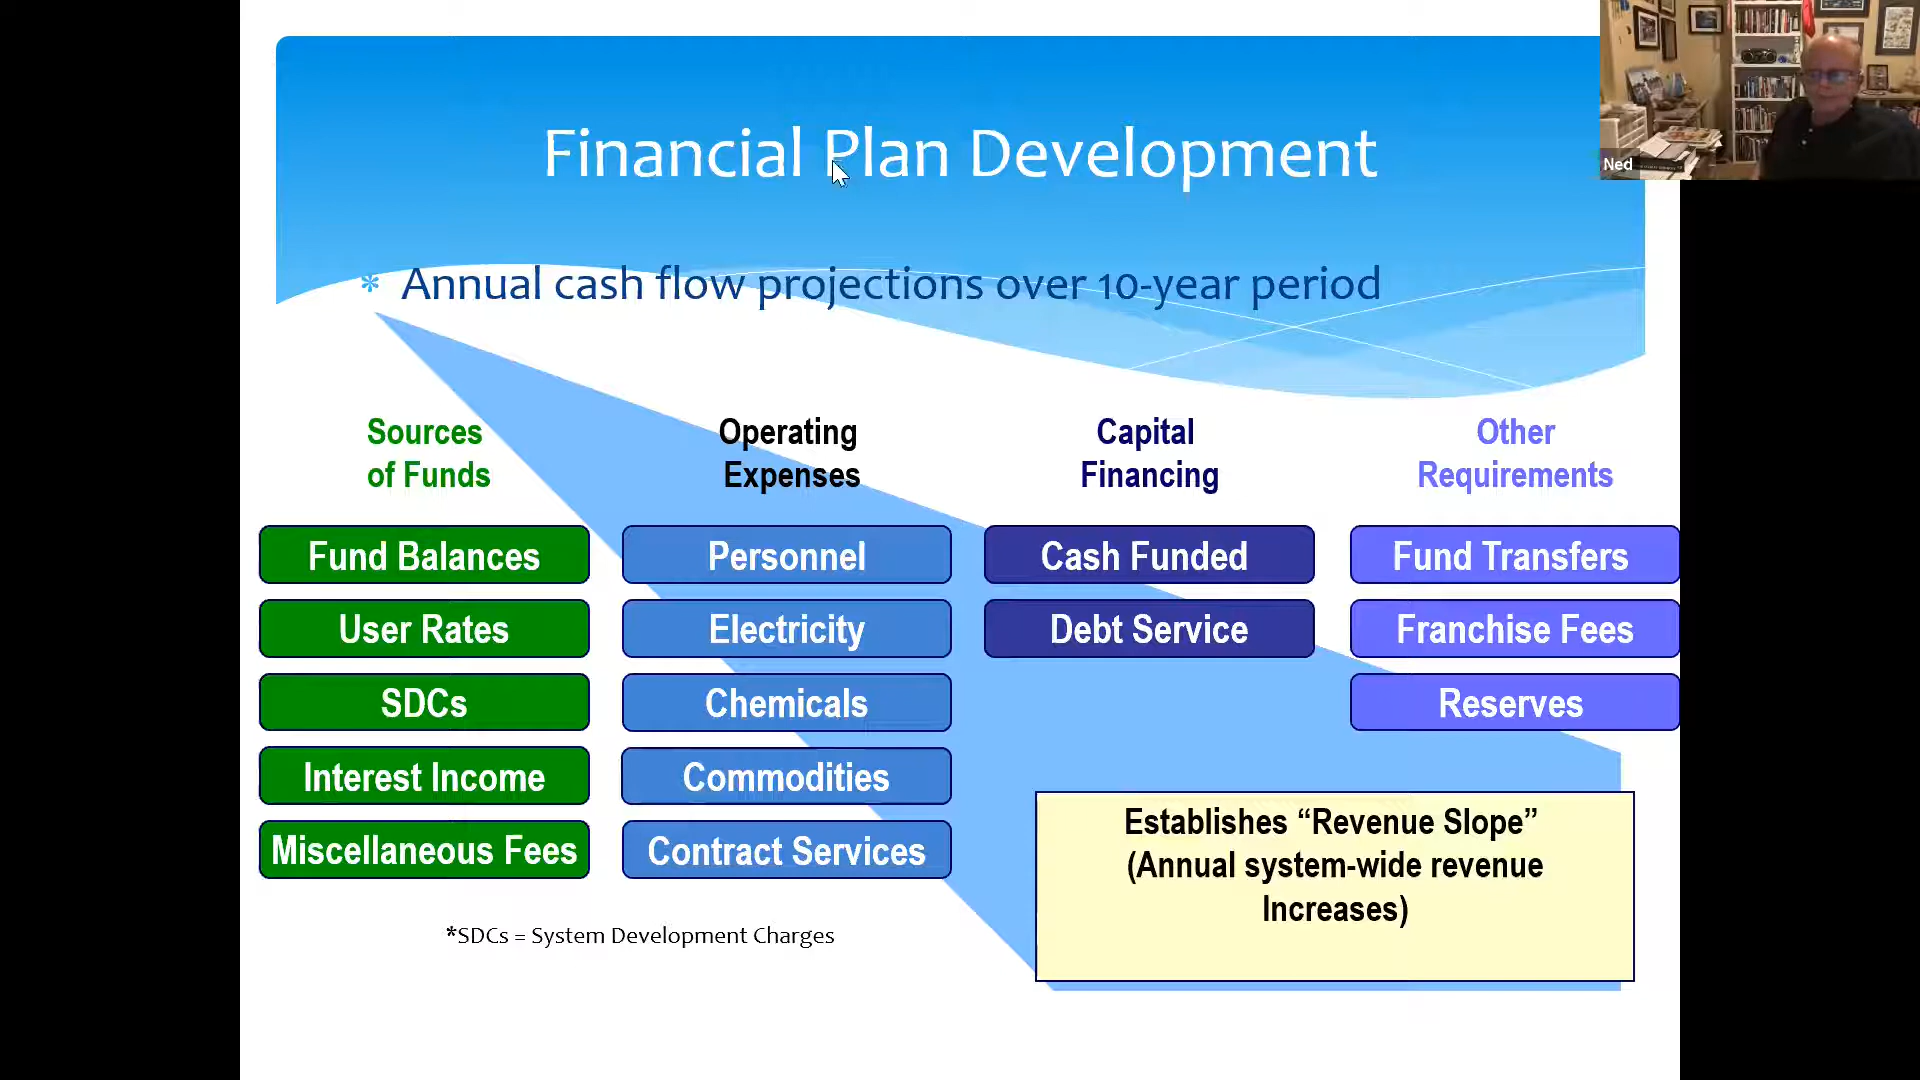 Financial Plan Development
Ned
* Annual cash flow projections over 10-year period
Sources
of Funds
Fund Balances
User Rates
SDCs
Interest Income
Miscellaneous Fees
Operating
Expenses
Personnel
Electricity
Chemicals
Commodities
Contract Services
Capital
Financing
Cash Funded
Debt Service
Other
Requirements
Fund Transfers
Franchise Fees
Reserves
Establishes “Revenue Slope”
(Annual system-wide revenue
Increases)
*SDCs = System Development Charges